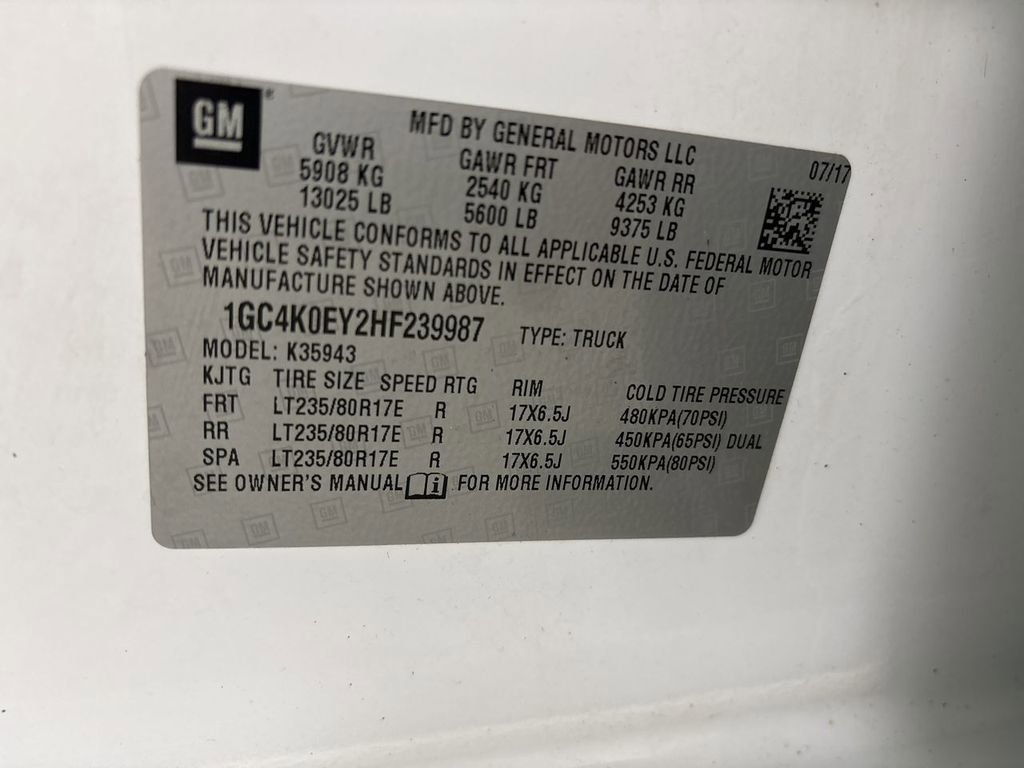 GM
MFD BY GENERAL MOTORS LLC
07/17
GVWR GAWR FRT GAWR RR
5908 KG 2540 KG 4253 KG
13025 LB 5600 LB 9375 LB
THIS VEHICLE CONFORMS TO ALL APPLICABLE U.S. FEDERAL MOTOR
VEHICLE SAFETY STANDARDS IN EFFECT ON THE DATE OF
MANUFACTURE SHOWN ABOVE.
1GC4K0EY2HF239987 TYPE: TRUCK
MODEL: K35943
KJTG TIRE SIZE SPEED RTG RIM COLD TIRE PRESSURE
FRT LT235/80R17E R 17X6.5J 480KPA(70PSI)
RR LT235/80R17E R 17X6.5J 450KPA(65PSI) DUAL
SPA LT235/80R17E R 17X6.5J 550KPA(80PSI)
SEE OWNER'S MANUAL FOR MORE INFORMATION.